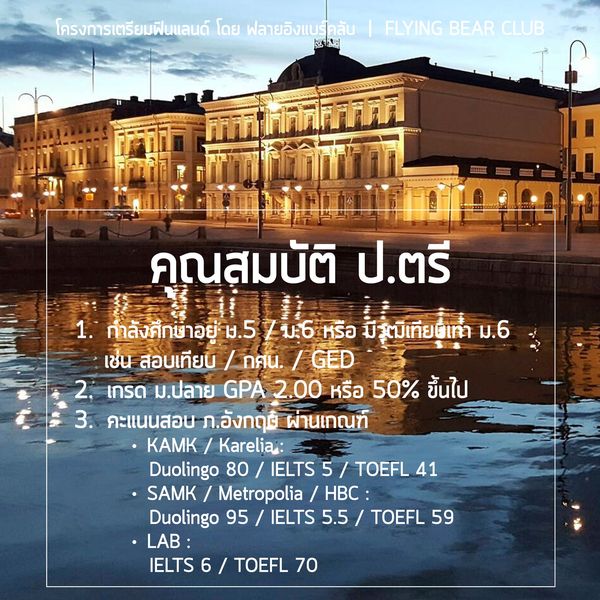 โครงการเตรียมฟินแลนด์ โดย ฟลายอิงแบร์คลับ | FLYING BEAR CLUB
คุณสมบัติ ป.ตรี
1. กำลังศึกษาอยู่ ม.5 / ม.6 หรือ มีวุฒิเทียบเท่า ม.6
เช่น สอบเทียบ / กศน. / GED
2. เกรด ม.ปลาย GPA 2.00 หรือ 50% ขึ้นไป
3. คะแนนสอบ ภ.อังกฤษ ผ่านเกณฑ์
• KAMK / Karelia :
Duolingo 80 / IELTS 5 / TOEFL 41
• SAMK / Metropolia / HBC :
Duolingo 95 / IELTS 5.5 / TOEFL 59
• LAB :
IELTS 6 / TOEFL 70